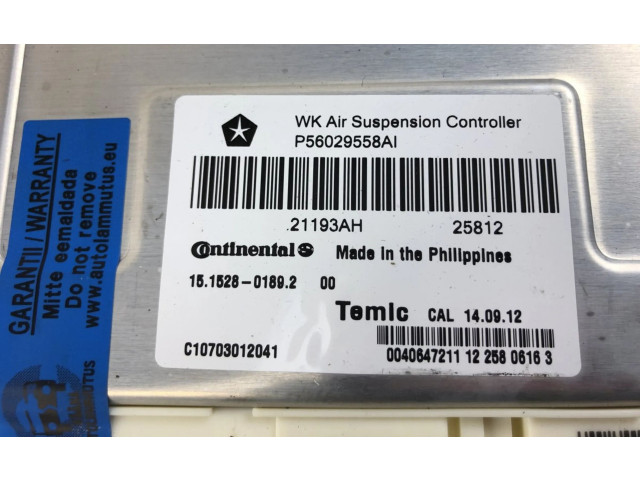 WK Air Suspension Controller
P56029558AI
21193AH 25812
Continental Made in the Philippines
15.1528-0189.2 00
Temic CAL 14.09.12
C10703012041
0040647211 12 258 0616 3
GARANTII / WARRANTY
Mitte eemaldada
Do not remove
www.autolammutus.eu